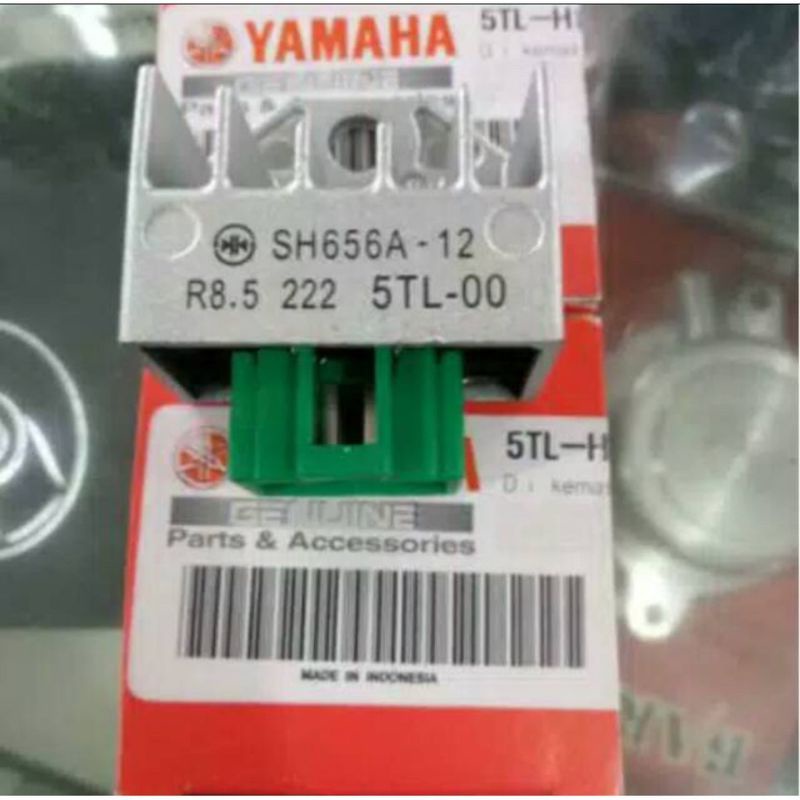 YAMAHA
5TL-H
SH656A-12
R8.5 222 5TL-00
5TL-H
GENUINE
Parts & Accessories
MADE IN INDONESIA